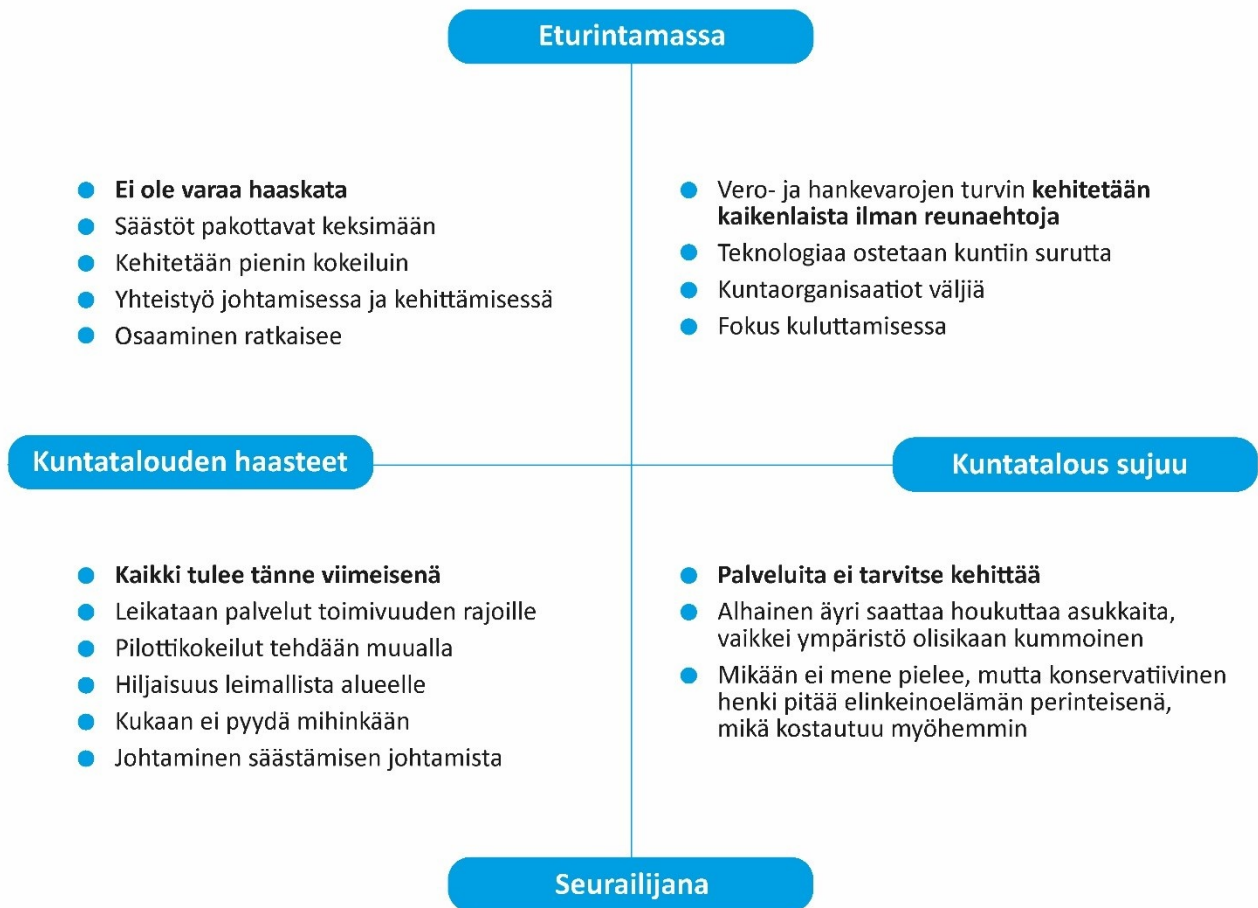 Eturintamassa
Ei ole varaa haaskata
Säästöt pakottavat keksimään
Kehitetään pienin kokeiluin
Yhteistyö johtamisessa ja kehittämisessä
Osaaminen ratkaisee
Vero- ja hankevarojen turvin kehitetään
kaikenlaista ilman reunaehtoja
Teknologiaa ostetaan kuntiin surutta
Kuntaorganisaatiot väljiä
Fokus kuluttamisessa
Kuntatalouden haasteet
Kuntatalous sujuu
Kaikki tulee tänne viimeisenä
Leikataan palvelut toimivuuden rajoille
Pilottikokeilut tehdään muualla
Hiljaisuus leimallista alueelle
Kukaan ei pyydä mihinkään
Johtaminen säästämisen johtamista
Palveluita ei tarvitse kehittää
Alhainen äyri saattaa houkuttaa asukkaita,
vaikkei ympäristö olisikaan kummoinen
Mikään ei mene pielee, mutta konservatiivinen
henki pitää elinkeinoelämän perinteisenä,
mikä kostautuu myöhemmin
Seurailijana